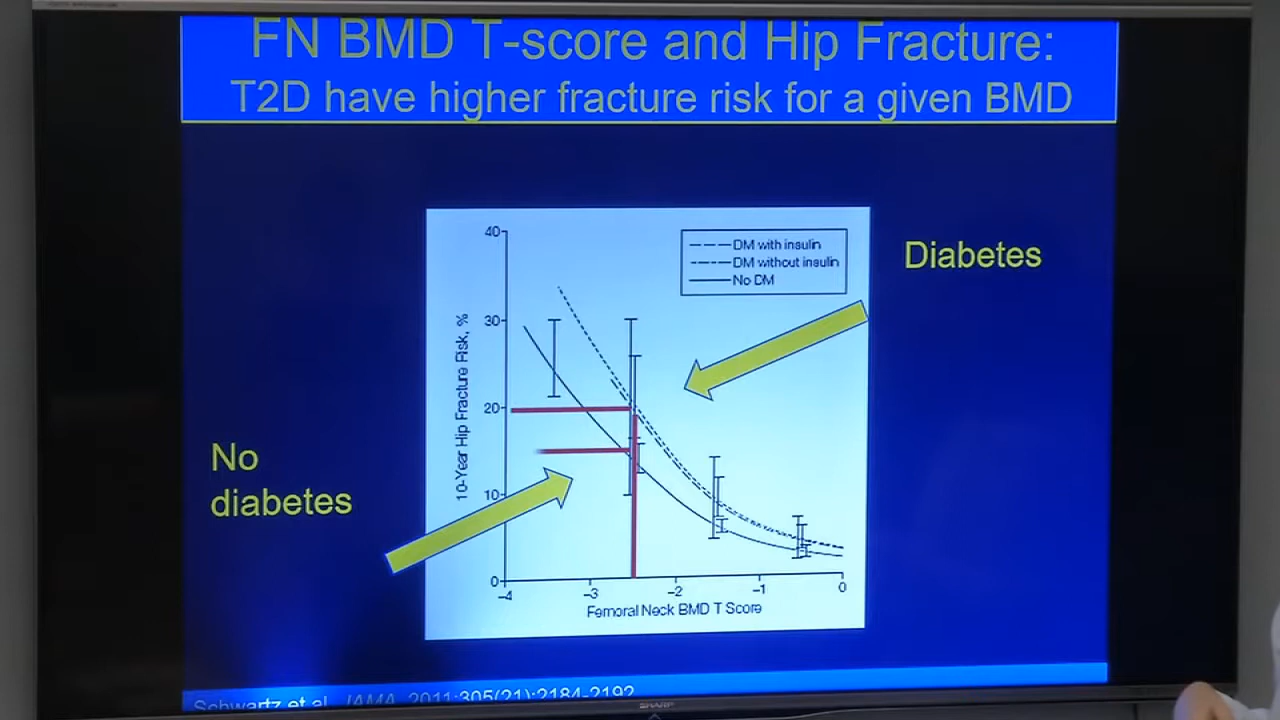 FN BMD T-score and Hip Fracture:
T2D have higher fracture risk for a given BMD
Diabetes
No
diabetes
DM with insulin
DM without insulin
No DM
10-Year Hip Fracture Risk, %
40
30
20
10
0
–4
–3
–2
–1
0
Femoral Neck BMD T Score
Schwartz et al. JAMA. 2011;305(21):2184-2192
SHARP